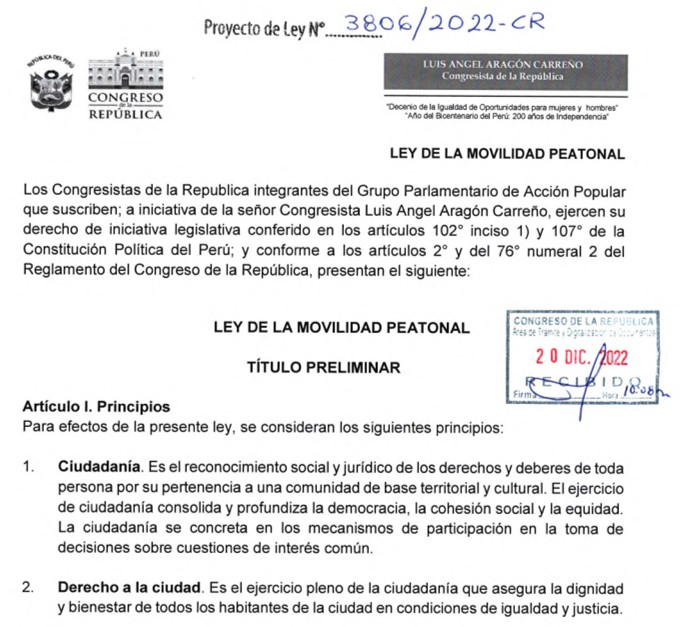 Proyecto de Ley N° 3806/2022-CR
REPÚBLICA DEL PERÚ
PERÚ
CONGRESO
de la
REPÚBLICA
LUIS ANGEL ARAGÓN CARREÑO
Congresista de la República
"Decenio de la Igualdad de Oportunidades para mujeres y hombres"
"Año del Bicentenario del Perú: 200 años de Independencia"
LEY DE LA MOVILIDAD PEATONAL
Los Congresistas de la Republica integrantes del Grupo Parlamentario de Acción Popular
que suscriben; a iniciativa de la señor Congresista Luis Angel Aragón Carreño, ejercen su
derecho de iniciativa legislativa conferido en los artículos 102° inciso 1) y 107° de la
Constitución Política del Perú; y conforme a los artículos 2° y del 76° numeral 2 del
Reglamento del Congreso de la República, presentan el siguiente:
LEY DE LA MOVILIDAD PEATONAL
TÍTULO PRELIMINAR
CONGRESO DE LA REPÚBLICA
Área de Trámite y Digitalización de Documentos
20 DIC. 2022
RECIBIDO
Firma Hora
Artículo I. Principios
Para efectos de la presente ley, se consideran los siguientes principios:
1. Ciudadanía. Es el reconocimiento social y jurídico de los derechos y deberes de toda
persona por su pertenencia a una comunidad de base territorial y cultural. El ejercicio
de ciudadanía consolida y profundiza la democracia, la cohesión social y la equidad.
La ciudadanía se concreta en los mecanismos de participación en la toma de
decisiones sobre cuestiones de interés común.
2. Derecho a la ciudad. Es el ejercicio pleno de la ciudadanía que asegura la dignidad
y bienestar de todos los habitantes de la ciudad en condiciones de igualdad y justicia.